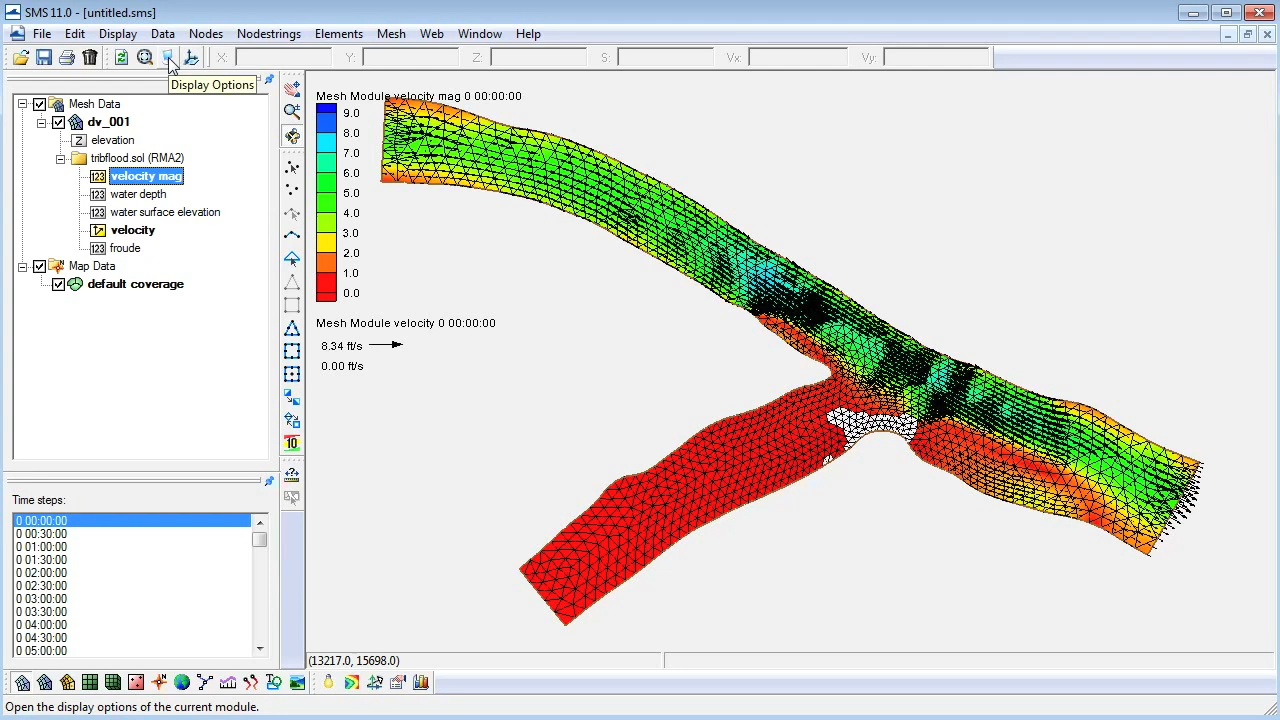 SMS 11.0 - [untitled.sms]
File Edit Display Data Nodes Nodestrings Elements Mesh Web Window Help
X: Y: Z: S: Vx: Vy:
Display Options
Mesh Data
dv_001
Z elevation
tribflood.sol (RMA2)
123 velocity mag
123 water depth
123 water surface elevation
velocity
123 froude
Map Data
default coverage
Time steps:
0 00:00:00
0 00:30:00
0 01:00:00
0 01:30:00
0 02:00:00
0 02:30:00
0 03:00:00
0 03:30:00
0 04:00:00
0 04:30:00
0 05:00:00
10
Mesh Module velocity mag 0 00:00:00
9.0
8.0
7.0
6.0
5.0
4.0
3.0
2.0
1.0
0.0
Mesh Module velocity 0 00:00:00
8.34 ft/s
0.00 ft/s
(13217.0, 15698.0)
Open the display options of the current module.